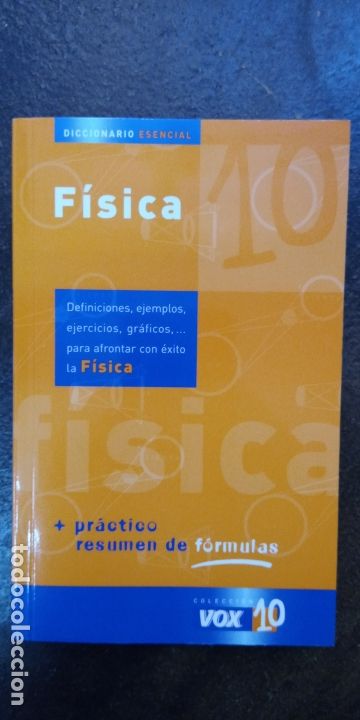 DICCIONARIO ESENCIAL
10
Física
Definiciones, ejemplos,
ejercicios, gráficos,...
para afrontar con éxito
la Física
física
+ práctico
resumen de fórmulas
COLECCIÓN
VOX 10
todocoleccion.net